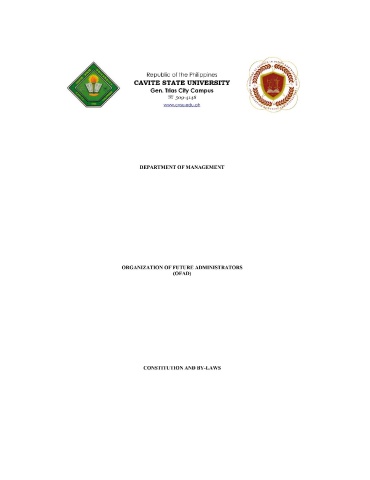 Republic of the Philippines
CAVITE STATE UNIVERSITY
Gen. Trias City Campus
☏ 509-4148
www.cvsu.edu.ph
DEPARTMENT OF MANAGEMENT
ORGANIZATION OF FUTURE ADMINISTRATORS
(OFAD)
CONSTITUTION AND BY-LAWS